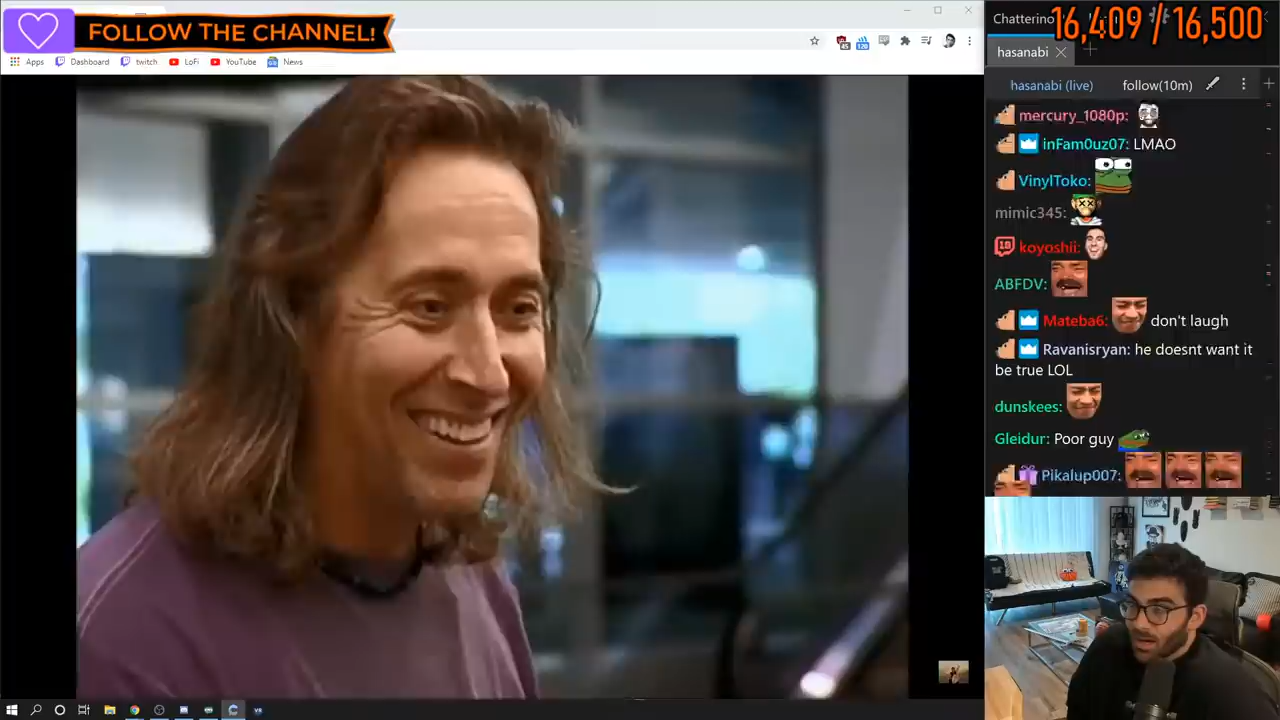 FOLLOW THE CHANNEL!
Apps Dashboard twitch LoFi YouTube News
45 120
Chatterino
16,409 / 16,500
hasanabi
hasanabi (live) follow(10m)
mercury_1080p:
inFam0uz07: LMAO
VinylToko:
mimic345:
koyoshii:
ABFDV:
Mateba6: don't laugh
Ravanisryan: he doesnt want it
be true LOL
dunskees:
Gleidur: Poor guy
Pikalup007: